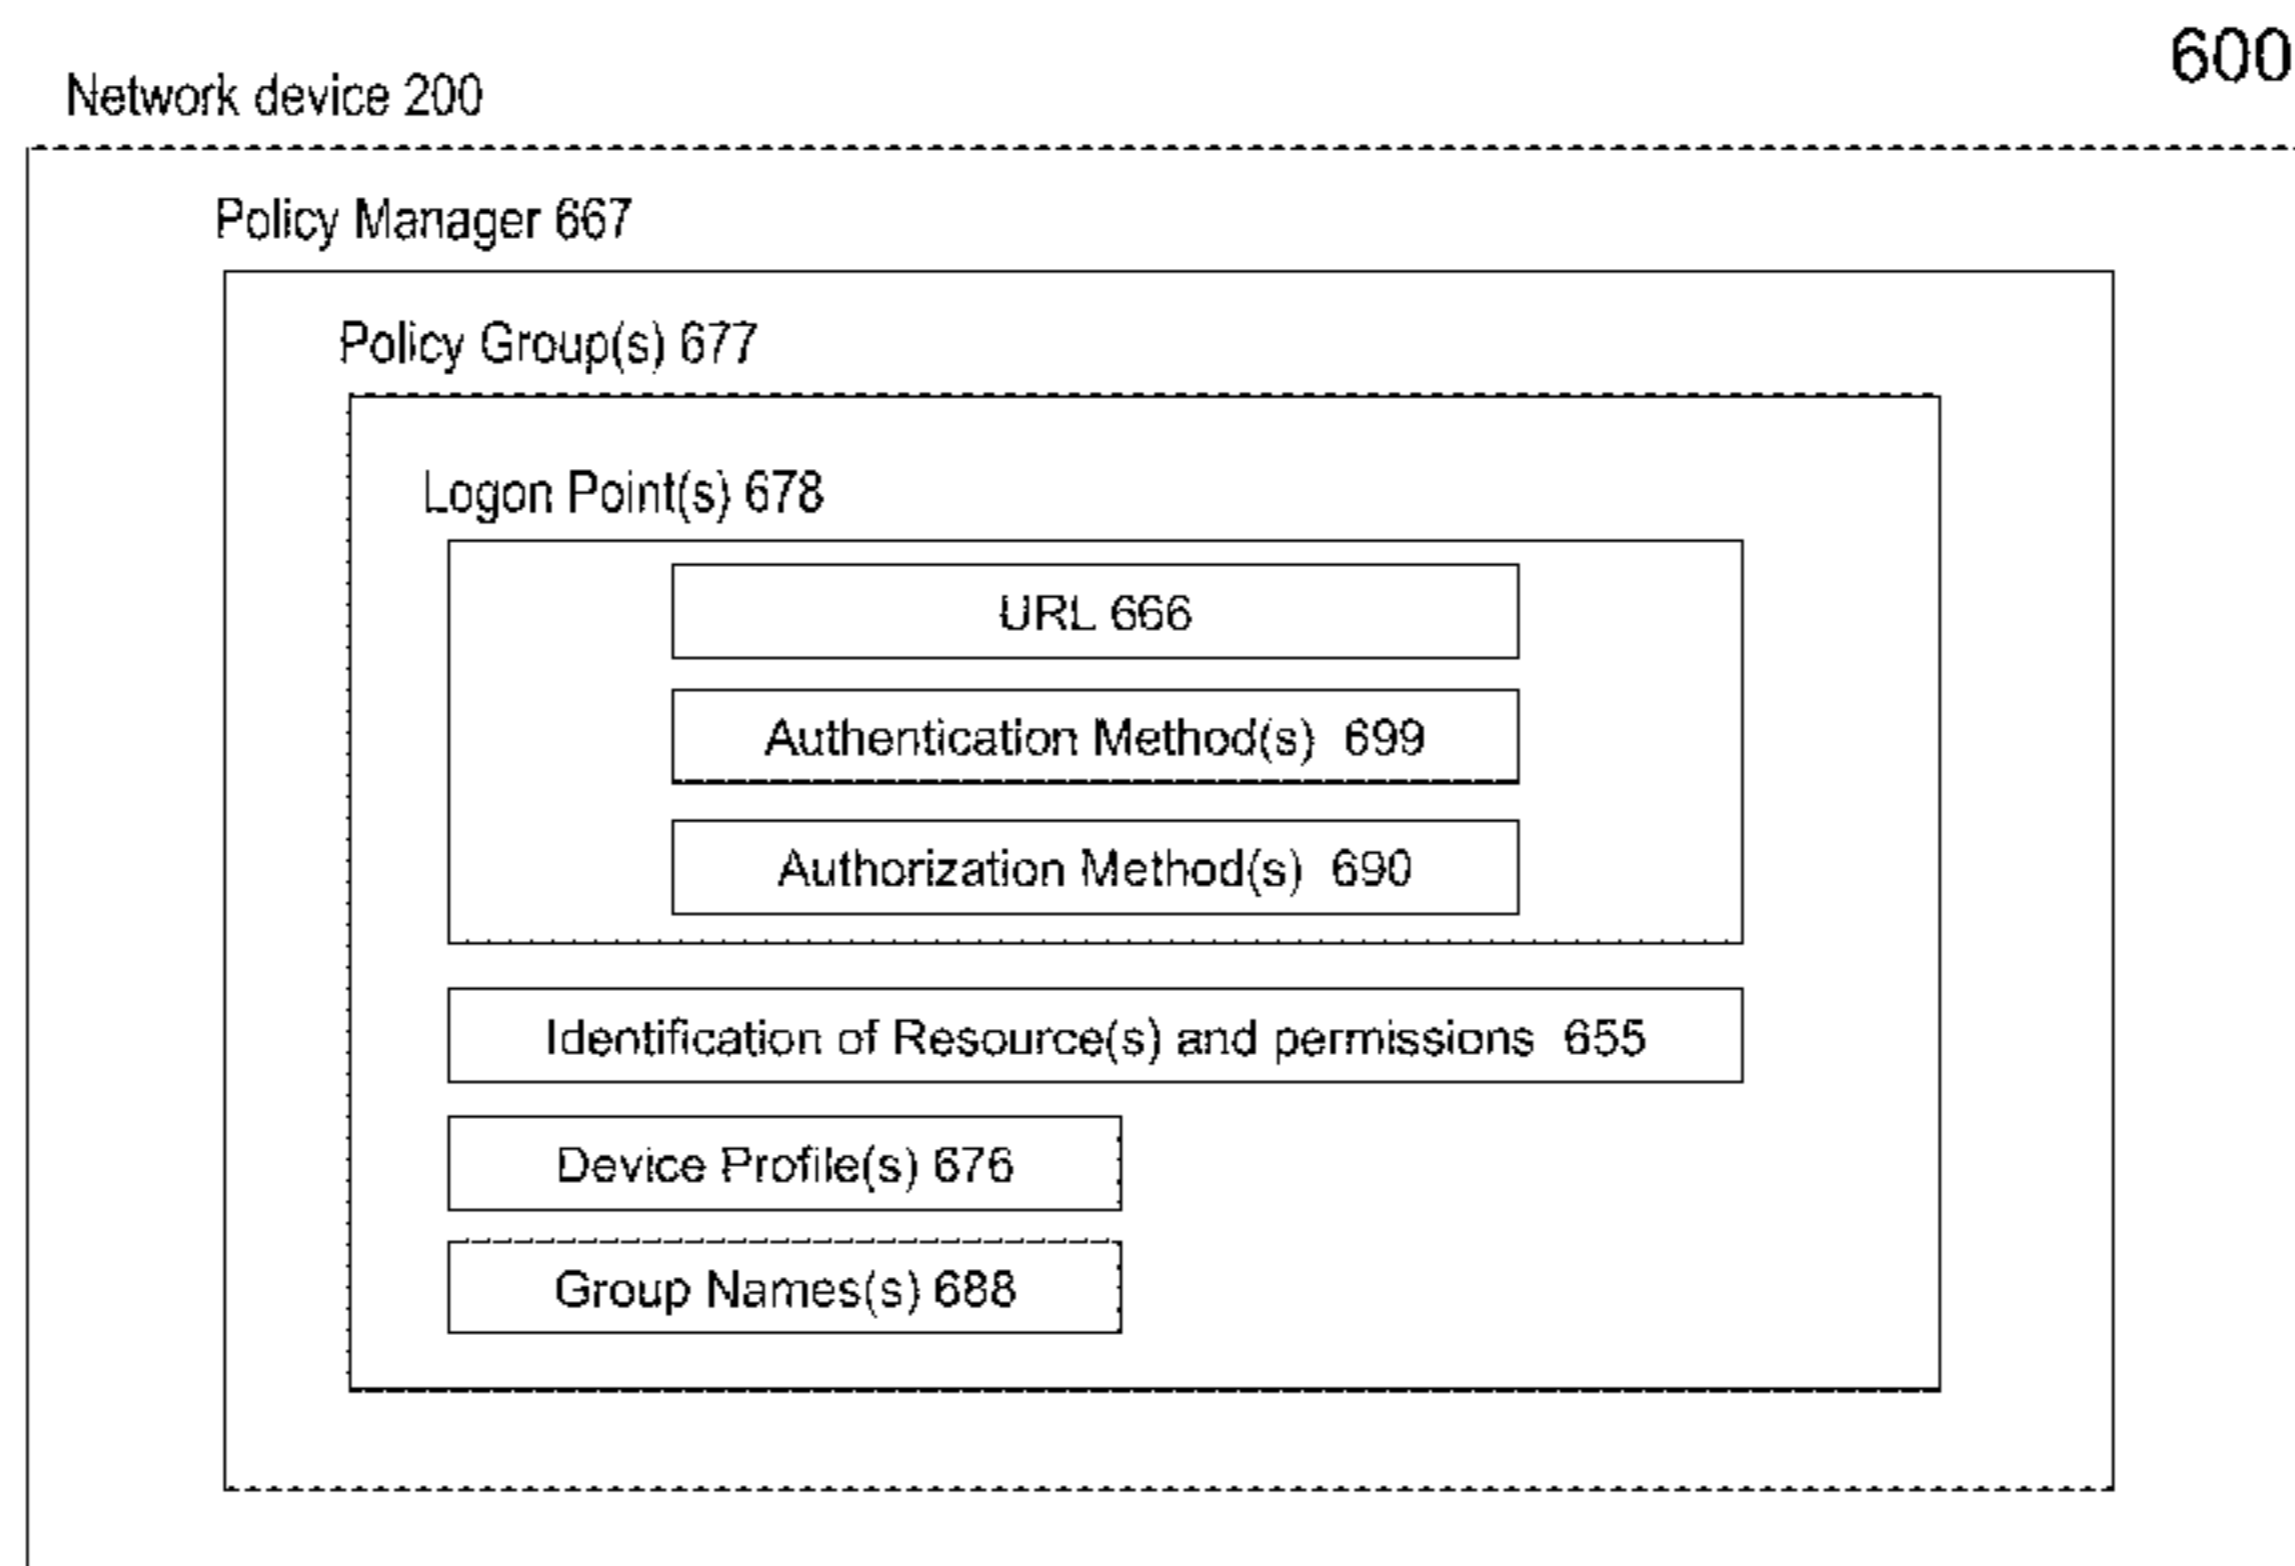 600
Network device 200
Policy Manager 667
Policy Group(s) 677
Logon Point(s) 678
URL 666
Authentication Method(s) 699
Authorization Method(s) 690
Identification of Resource(s) and permissions 655
Device Profile(s) 676
Group Names(s) 688